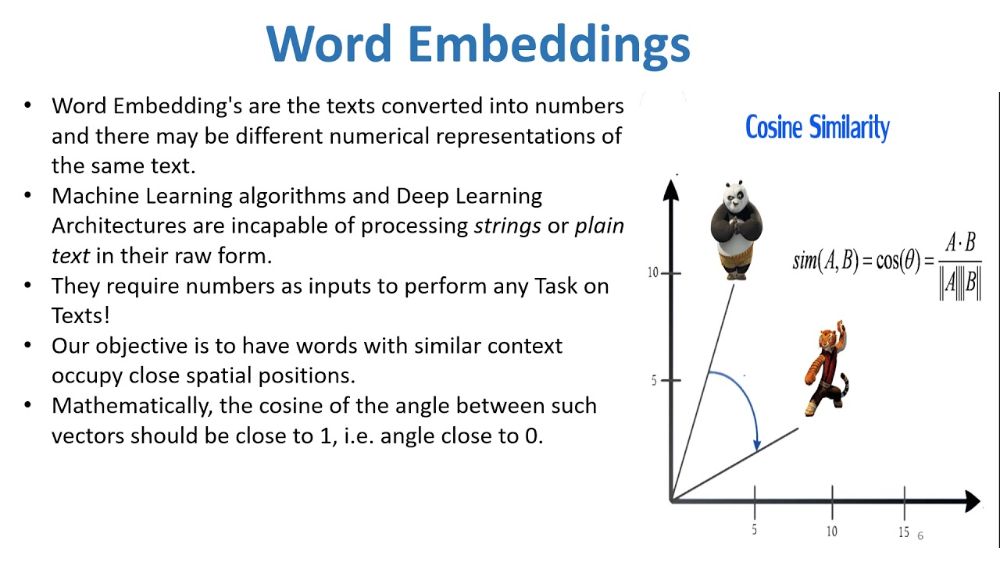 Word Embeddings
• Word Embedding's are the texts converted into numbers
and there may be different numerical representations of
the same text.
• Machine Learning algorithms and Deep Learning
Architectures are incapable of processing strings or plain
text in their raw form.
• They require numbers as inputs to perform any Task on
Texts!
• Our objective is to have words with similar context
occupy close spatial positions.
• Mathematically, the cosine of the angle between such
vectors should be close to 1, i.e. angle close to 0.
Cosine Similarity
sim(A, B) = cos(θ) = A · B / ‖A‖‖B‖
10
5
5
10
15
6